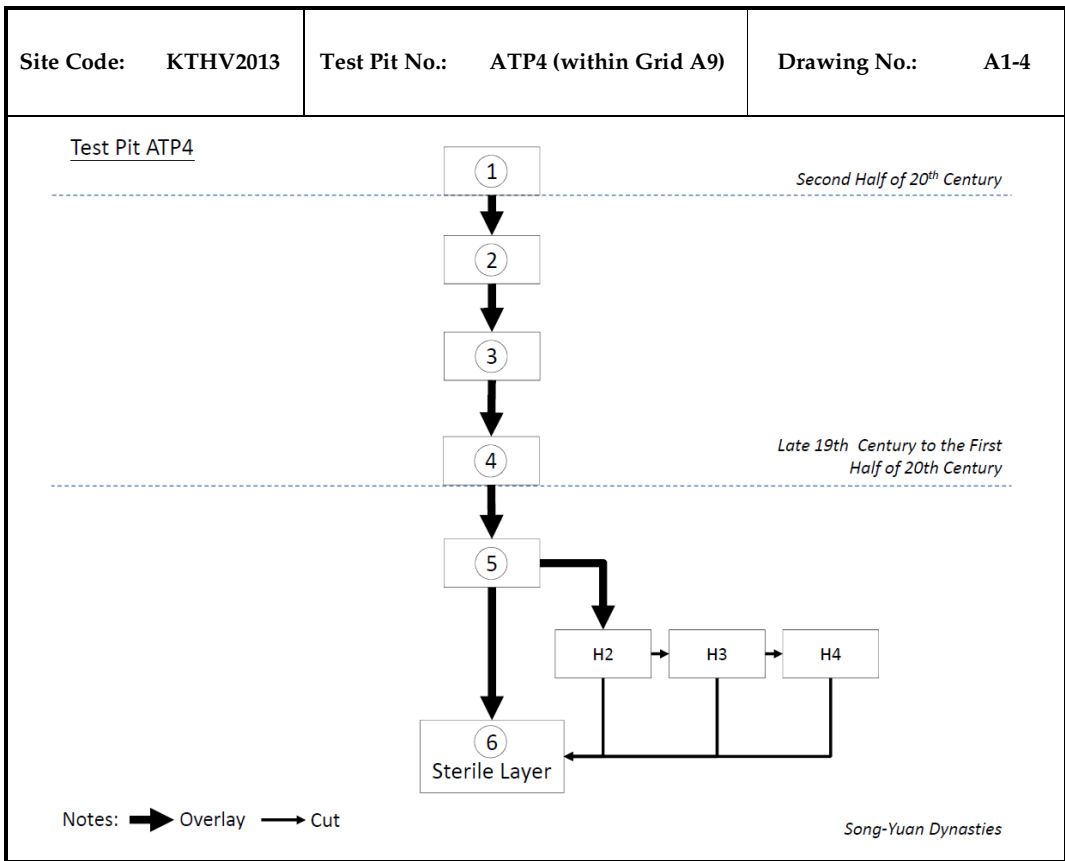 Site Code: KTHV2013 Test Pit No.: ATP4 (within Grid A9) Drawing No.: A1-4
Test Pit ATP4
1
Second Half of 20th Century
2
3
Late 19th Century to the First
4
Half of 20th Century
5
H2 H3 H4
6
Sterile Layer
Notes: Overlay Cut
Song-Yuan Dynasties